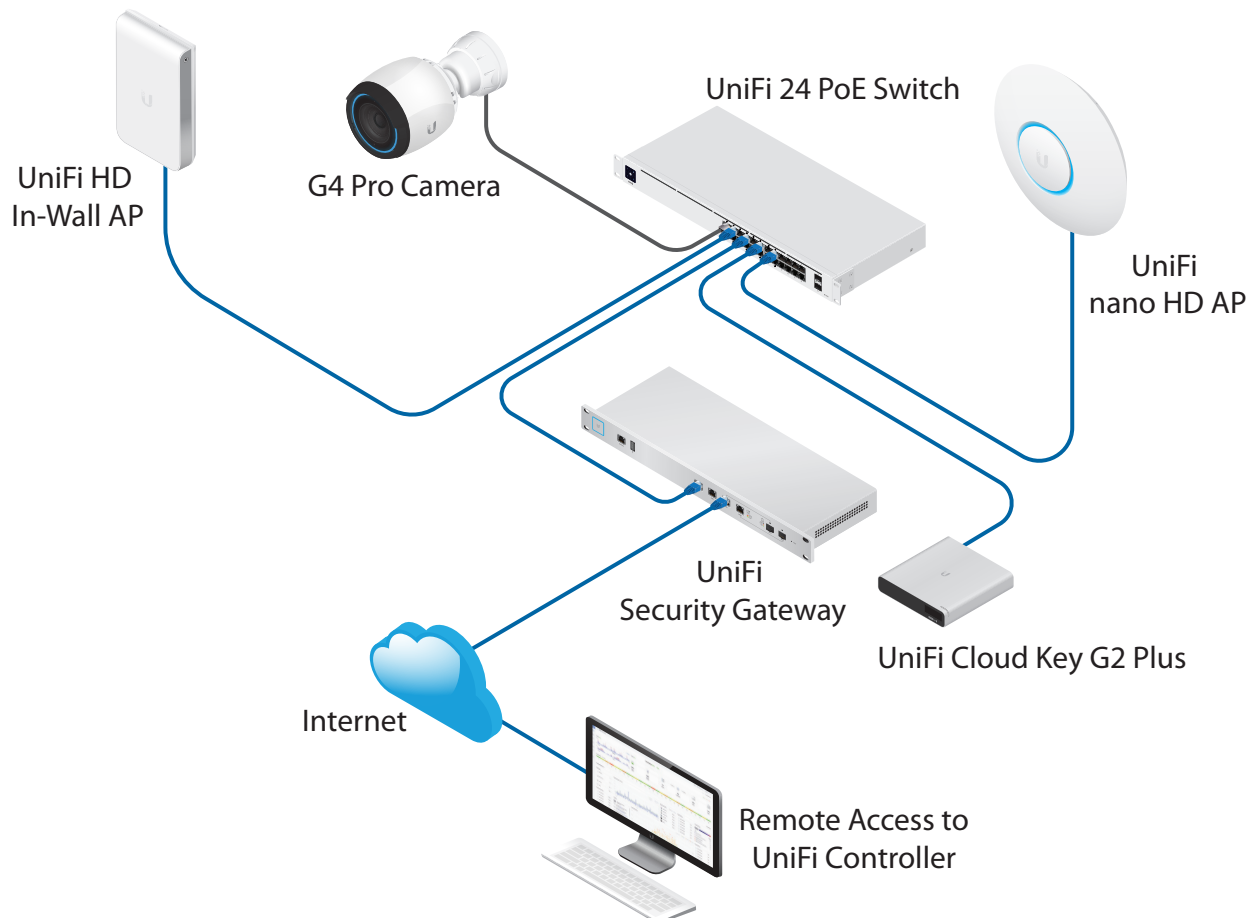 UniFi 24 PoE Switch
UniFi HD
In-Wall AP
G4 Pro Camera
UniFi
nano HD AP
UniFi
Security Gateway
UniFi Cloud Key G2 Plus
Internet
Remote Access to
UniFi Controller